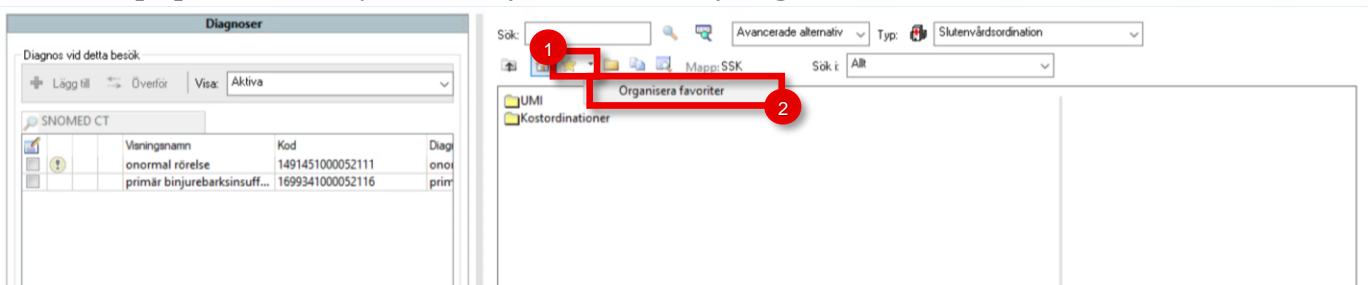 Diagnoser
Diagnos vid detta besök
Lägg till Överför Visa: Aktiva
SNOMED CT
Visningsnamn Kod Diag
onormal rörelse 1491451000052111 onor
primär binjurebarksinsuff... 1699341000052116 prim
Sök: Avancerade alternativ Typ: Slutenvårdsordination
1
Mapp: SSK Sök i: Allt
Organisera favoriter
2
UMI
Kostordinationer